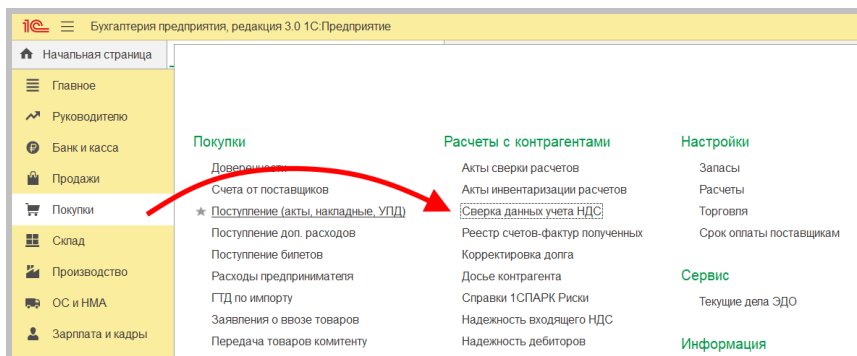 1С Бухгалтерия предприятия, редакция 3.0 1С:Предприятие
Начальная страница
Главное
Руководителю
Банк и касса
Продажи
Покупки
Склад
Производство
ОС и НМА
Зарплата и кадры
Покупки
Доверенности
Счета от поставщиков
Поступление (акты, накладные, УПД)
Поступление доп. расходов
Поступление билетов
Расходы предпринимателя
ГТД по импорту
Заявления о ввозе товаров
Передача товаров комитенту
Расчеты с контрагентами
Акты сверки расчетов
Акты инвентаризации расчетов
Сверка данных учета НДС
Реестр счетов-фактур полученных
Корректировка долга
Досье контрагента
Справки 1СПАРК Риски
Надежность входящего НДС
Надежность дебиторов
Настройки
Запасы
Расчеты
Торговля
Срок оплаты поставщикам
Сервис
Текущие дела ЭДО
Информация